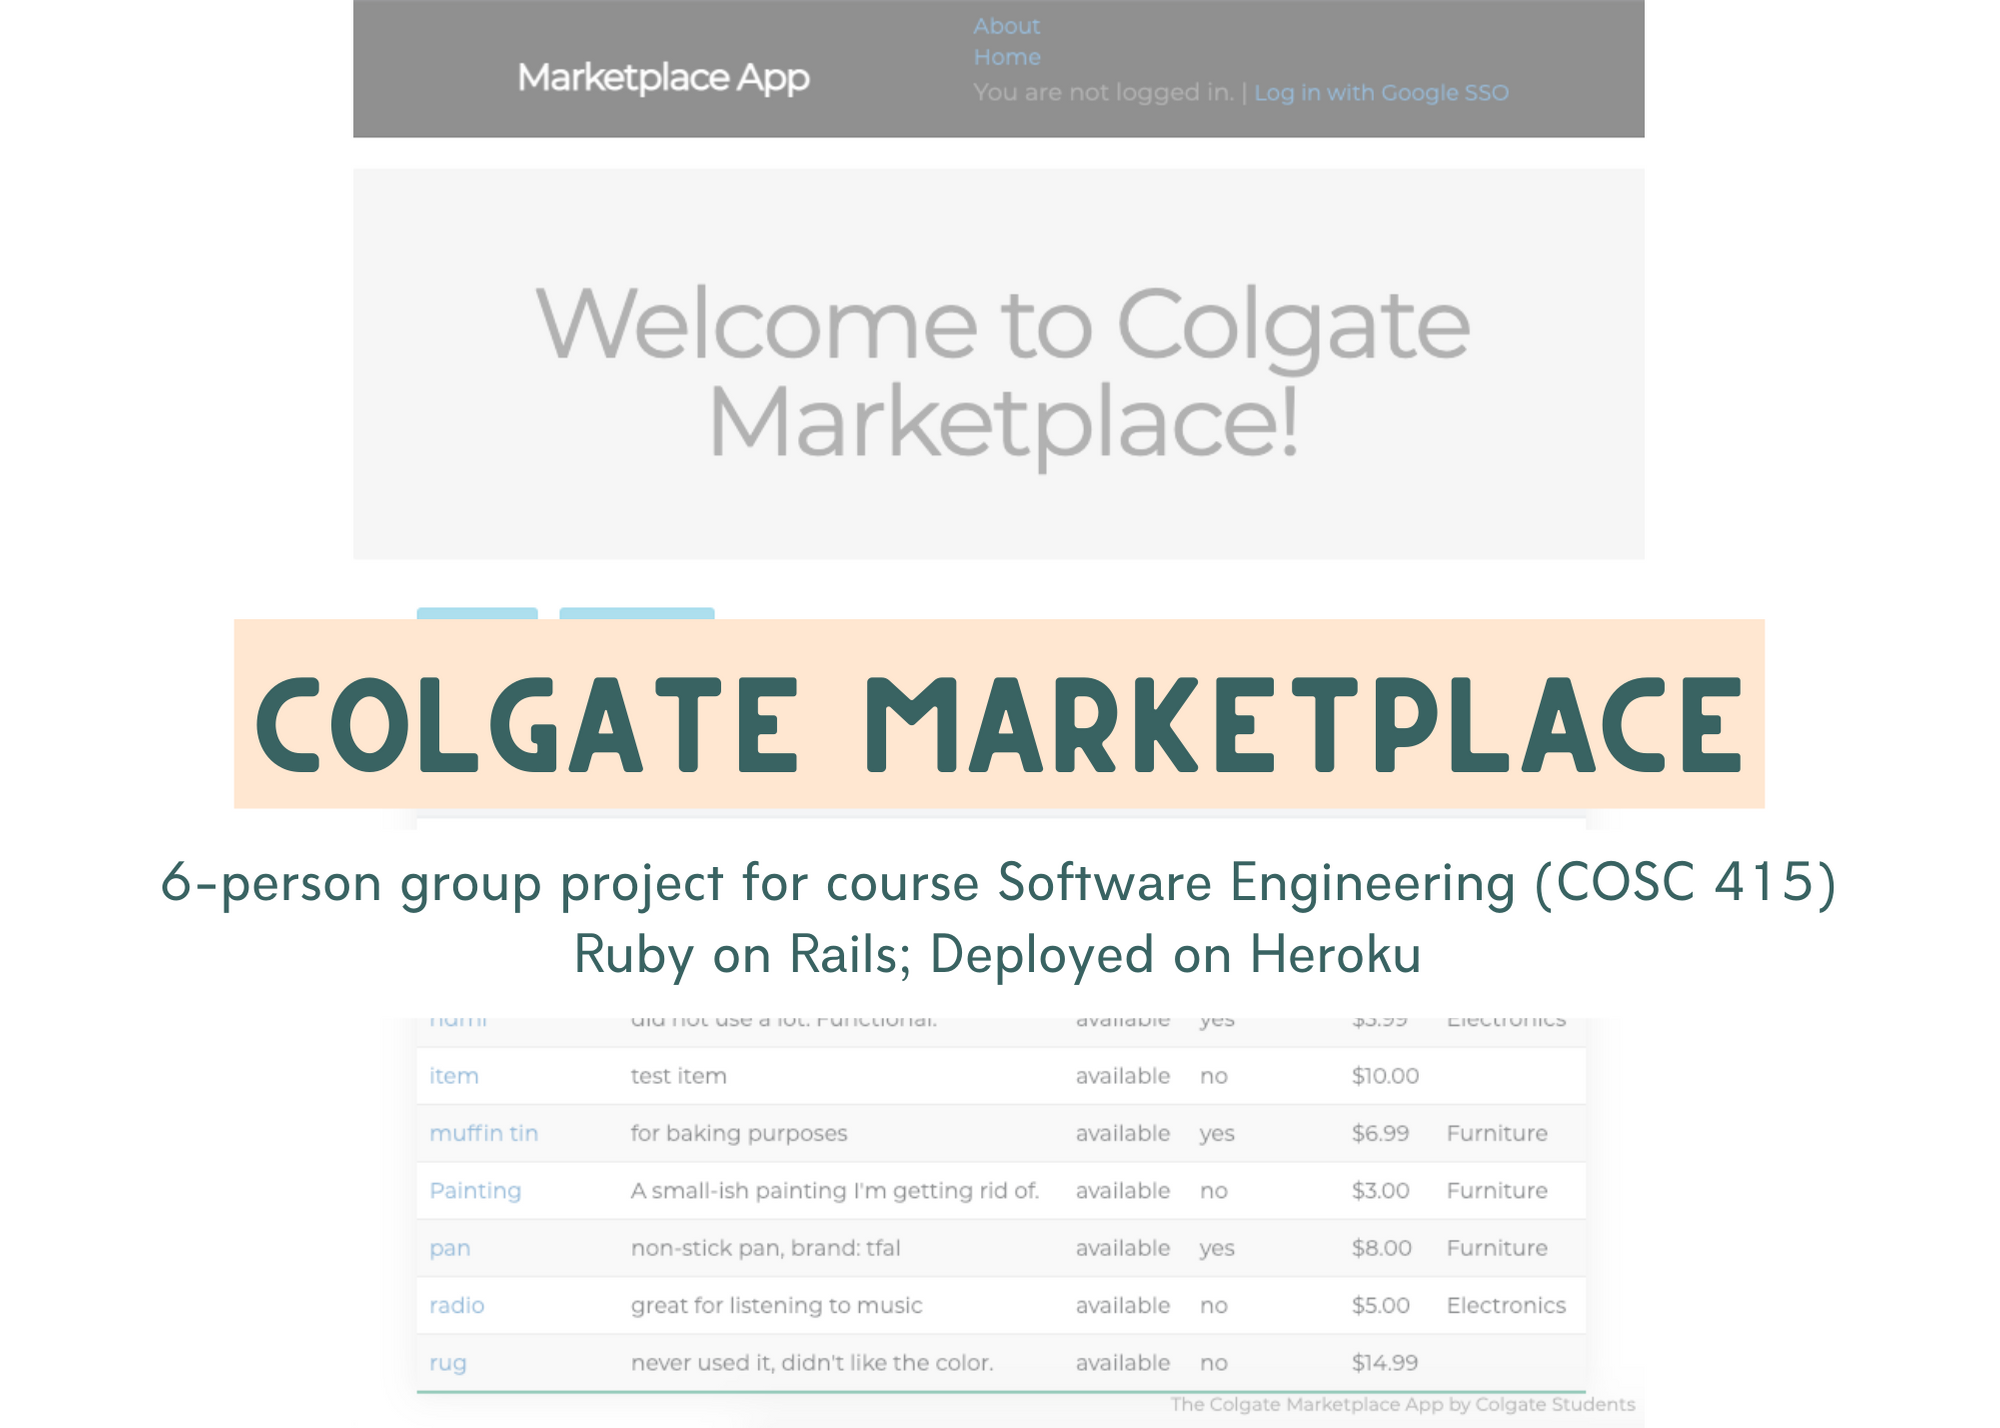 About
Home
Marketplace App
You are not logged in. | Log in with Google SSO
Welcome to Colgate
Marketplace!
COLGATE MARKETPLACE
6-person group project for course Software Engineering (COSC 415)
Ruby on Rails; Deployed on Heroku
hdmi did not use a lot. Functional. available yes $3.99 Electronics
item test item available no $10.00
muffin tin for baking purposes available yes $6.99 Furniture
Painting A small-ish painting I'm getting rid of. available no $3.00 Furniture
pan non-stick pan, brand: tfal available yes $8.00 Furniture
radio great for listening to music available no $5.00 Electronics
rug never used it, didn't like the color. available no $14.99
The Colgate Marketplace App by Colgate Students